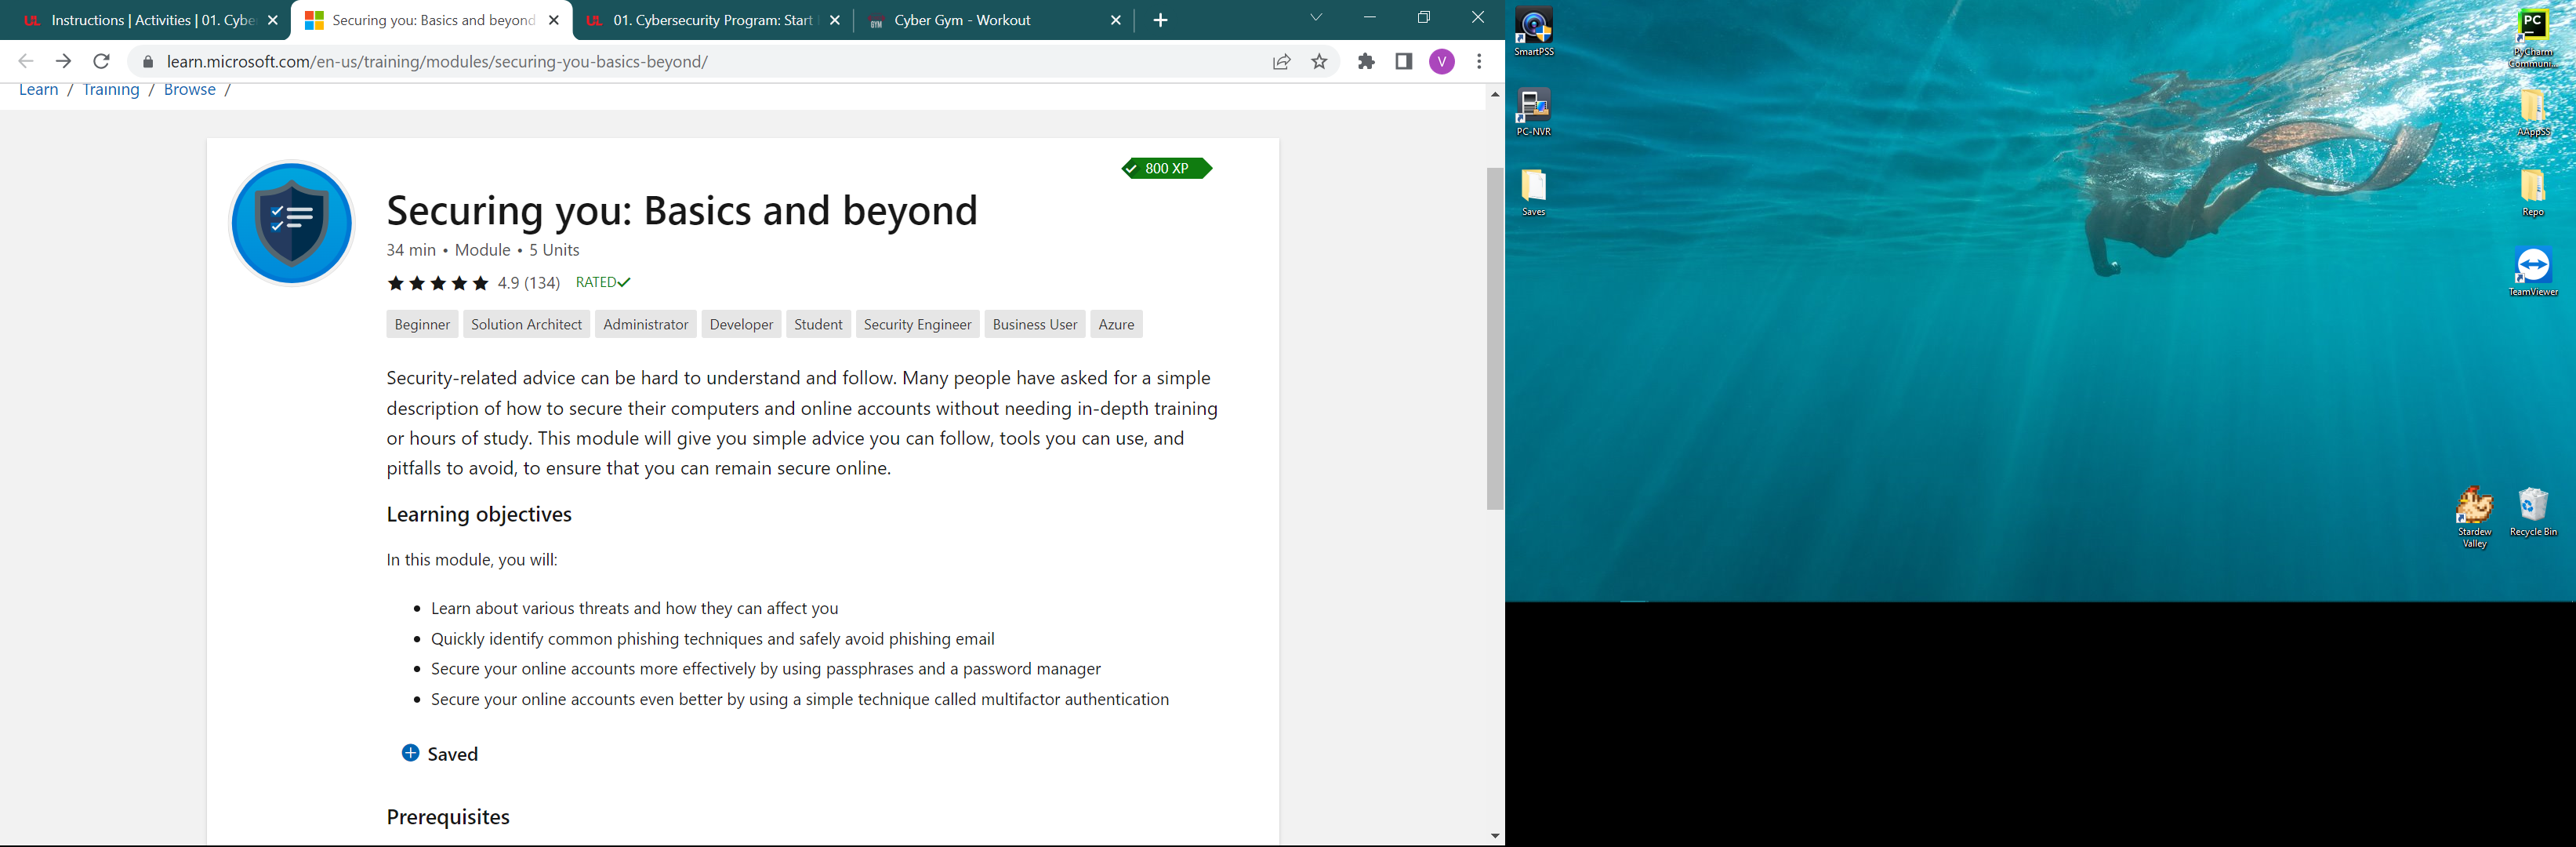 Instructions | Activities | 01. Cybe
Securing you: Basics and beyond
01. Cybersecurity Program: Start
Cyber Gym - Workout
learn.microsoft.com/en-us/training/modules/securing-you-basics-beyond/
V
Learn / Training / Browse /
800 XP
Securing you: Basics and beyond
34 min • Module • 5 Units
4.9 (134) RATED
Beginner Solution Architect Administrator Developer Student Security Engineer Business User Azure
Security-related advice can be hard to understand and follow. Many people have asked for a simple
description of how to secure their computers and online accounts without needing in-depth training
or hours of study. This module will give you simple advice you can follow, tools you can use, and
pitfalls to avoid, to ensure that you can remain secure online.
Learning objectives
In this module, you will:
• Learn about various threats and how they can affect you
• Quickly identify common phishing techniques and safely avoid phishing email
• Secure your online accounts more effectively by using passphrases and a password manager
• Secure your online accounts even better by using a simple technique called multifactor authentication
Saved
Prerequisites
SmartPSS
PC-NVR
Saves
PC
PyCharm
Communi...
AAppSS
Repo
TeamViewer
Stardew
Valley
Recycle Bin